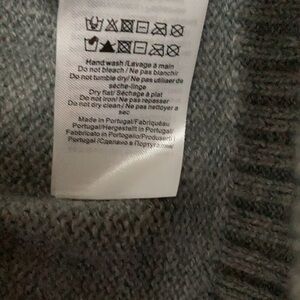 Hand wash /Lavage à main
Do not bleach / Ne pas blanchir
Do not tumble dry/ Ne pas utiliser de
sèche-linge
Dry flat/ Séchage à plat
Do not iron/ Ne pas repasser
Do not dry clean/ Ne pas nettoyer a
sec
Made in Portugal/Fabriquéau
Portugal/Hergestellt in Portugal/
Fabbricato in Portogallo/Producto
Portugal /Сделано в Португалии